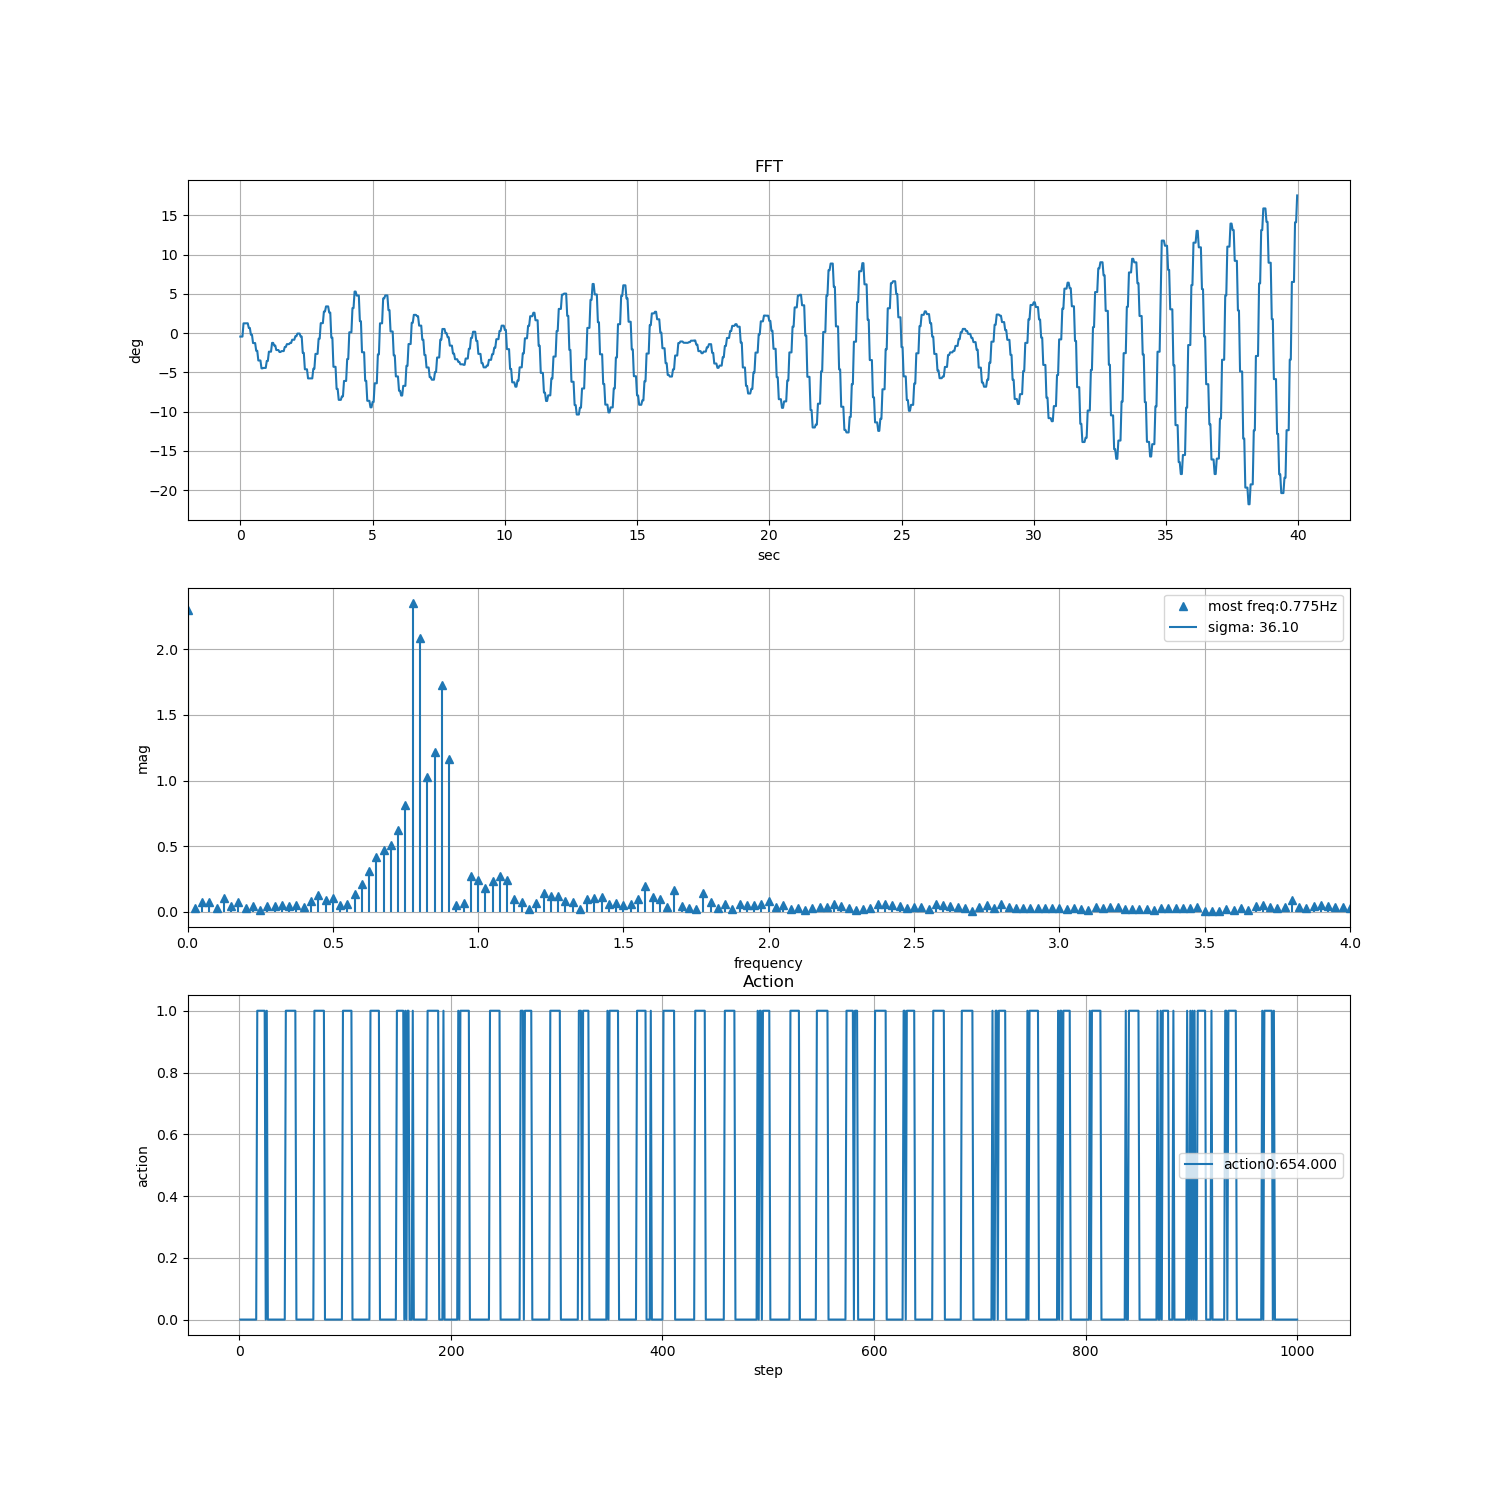 FFT
15
10
5
0
−5
−10
−15
−20
deg
0 5 10 15 20 25 30 35 40
sec
most freq:0.775Hz
sigma: 36.10
2.0
1.5
1.0
0.5
0.0
mag
0.0 0.5 1.0 1.5 2.0 2.5 3.0 3.5 4.0
frequency
Action
1.0
0.8
0.6
0.4
0.2
0.0
action
action0:654.000
0 200 400 600 800 1000
step